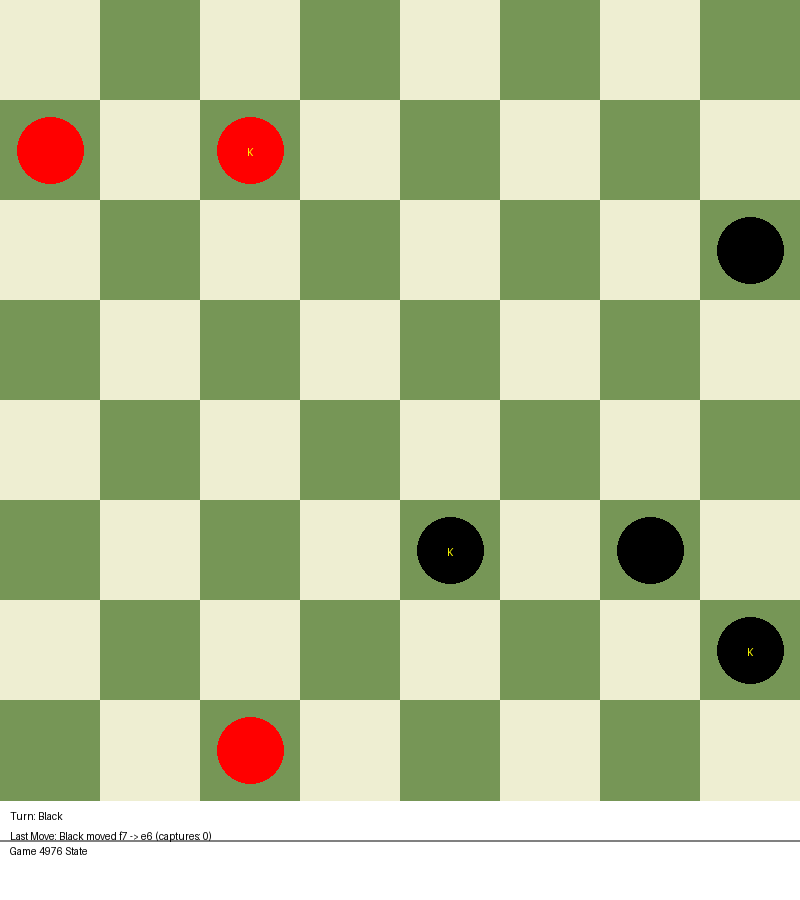 K
K
K
Turn: Black
Last Move: Black moved f7 -> e6 (captures: 0)
Game 4976 State